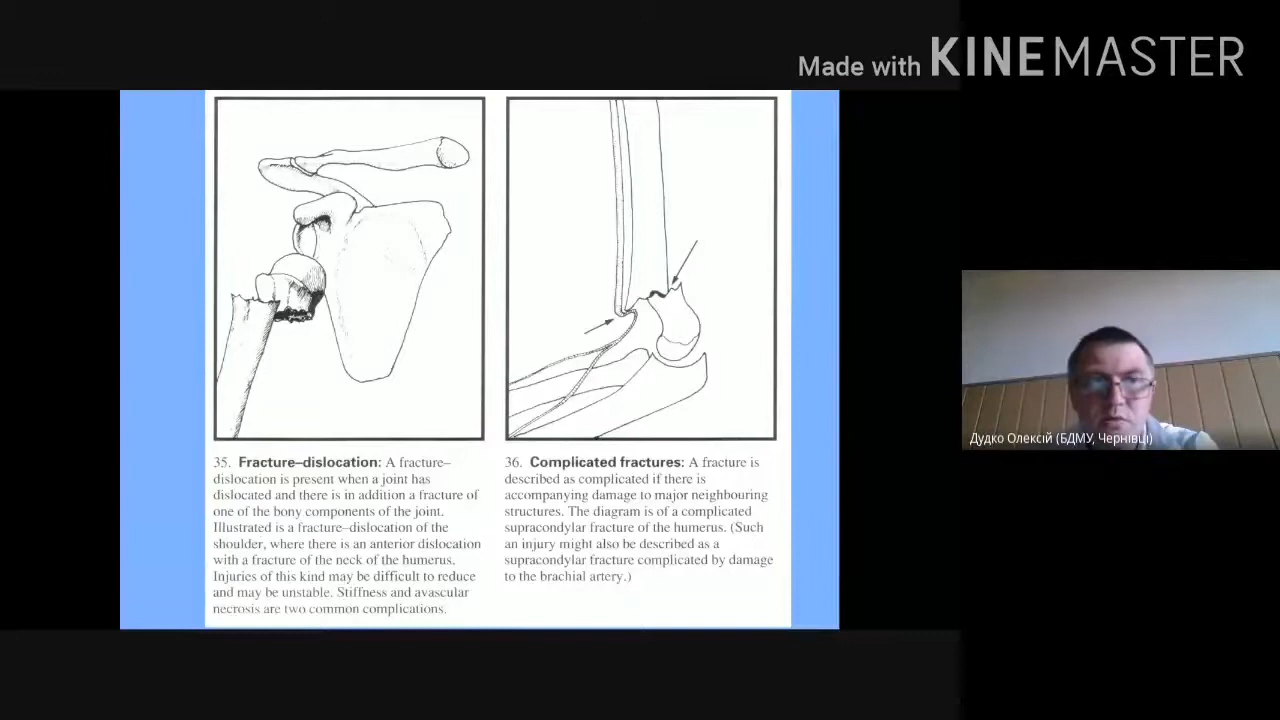 Made with KINEMASTER
35. Fracture–dislocation: A fracture–
dislocation is present when a joint has
dislocated and there is in addition a fracture of
one of the bony components of the joint.
Illustrated is a fracture–dislocation of the
shoulder, where there is an anterior dislocation
with a fracture of the neck of the humerus.
Injuries of this kind may be difficult to reduce
and may be unstable. Stiffness and avascular
necrosis are two common complications.
36. Complicated fractures: A fracture is
described as complicated if there is
accompanying damage to major neighbouring
structures. The diagram is of a complicated
supracondylar fracture of the humerus. (Such
an injury might also be described as a
supracondylar fracture complicated by damage
to the brachial artery.)
Дудко Олексій (БДМУ, Чернівці)